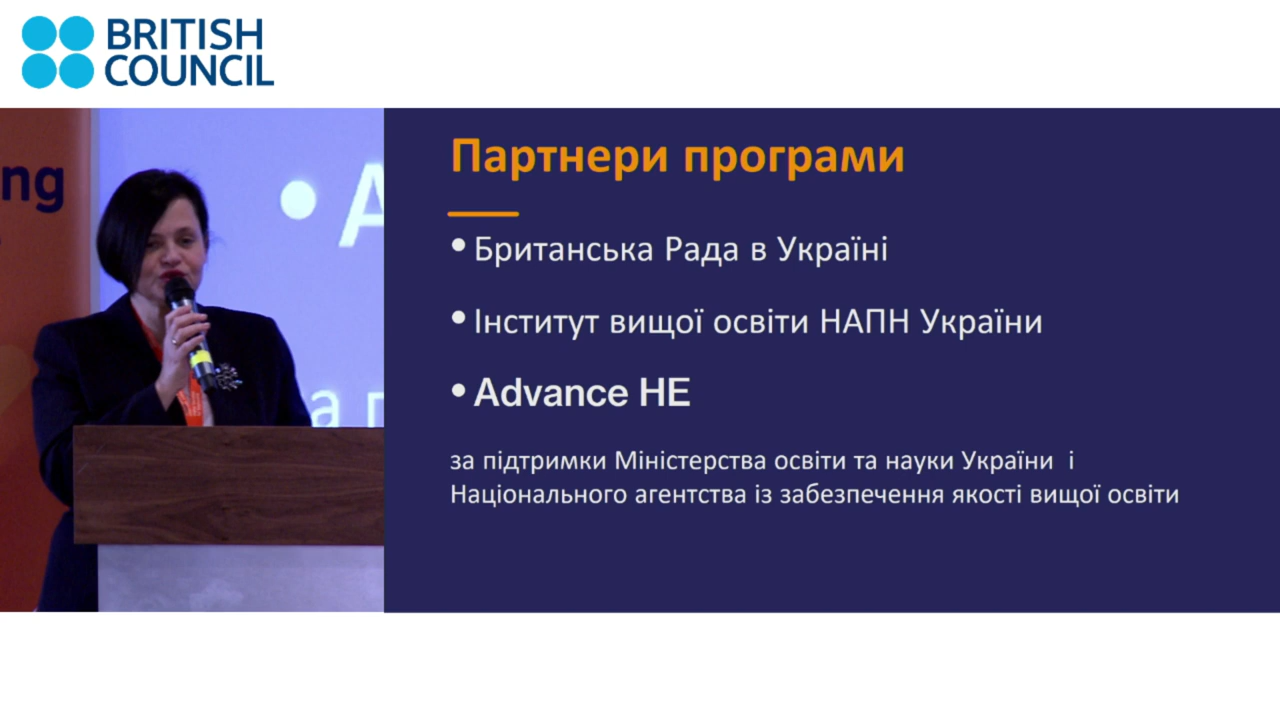 BRITISH
COUNCIL
ng
• A
Партнери програми
• Британська Рада в Україні
• Інститут вищої освіти НАПН України
• Advance HE
за підтримки Міністерства освіти та науки України і
Національного агентства із забезпечення якості вищої освіти